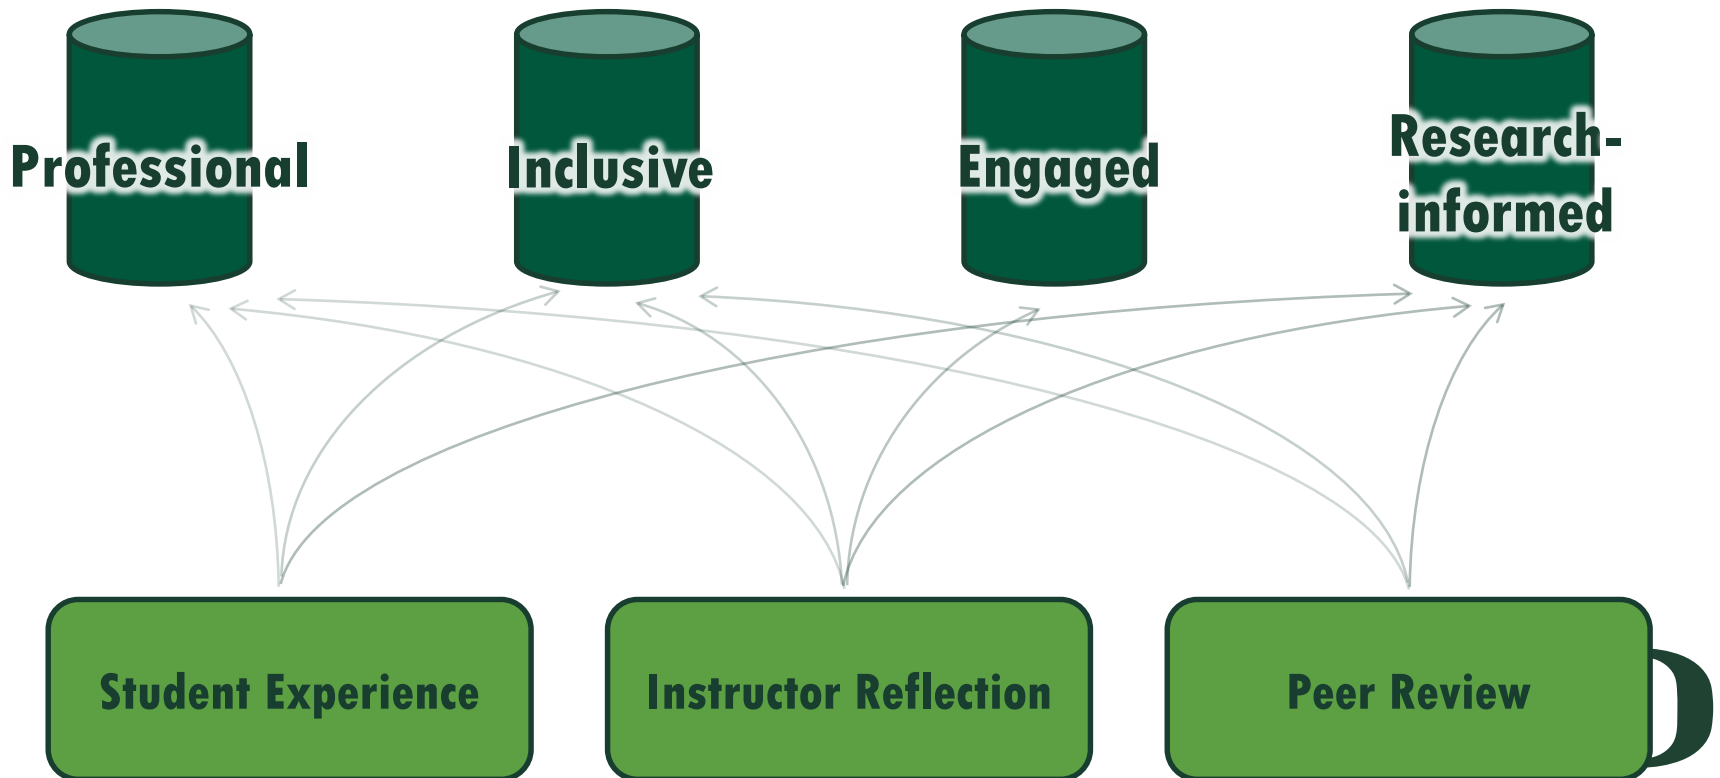 Professional
Inclusive
Engaged
Research-
informed
Student Experience
Instructor Reflection
Peer Review